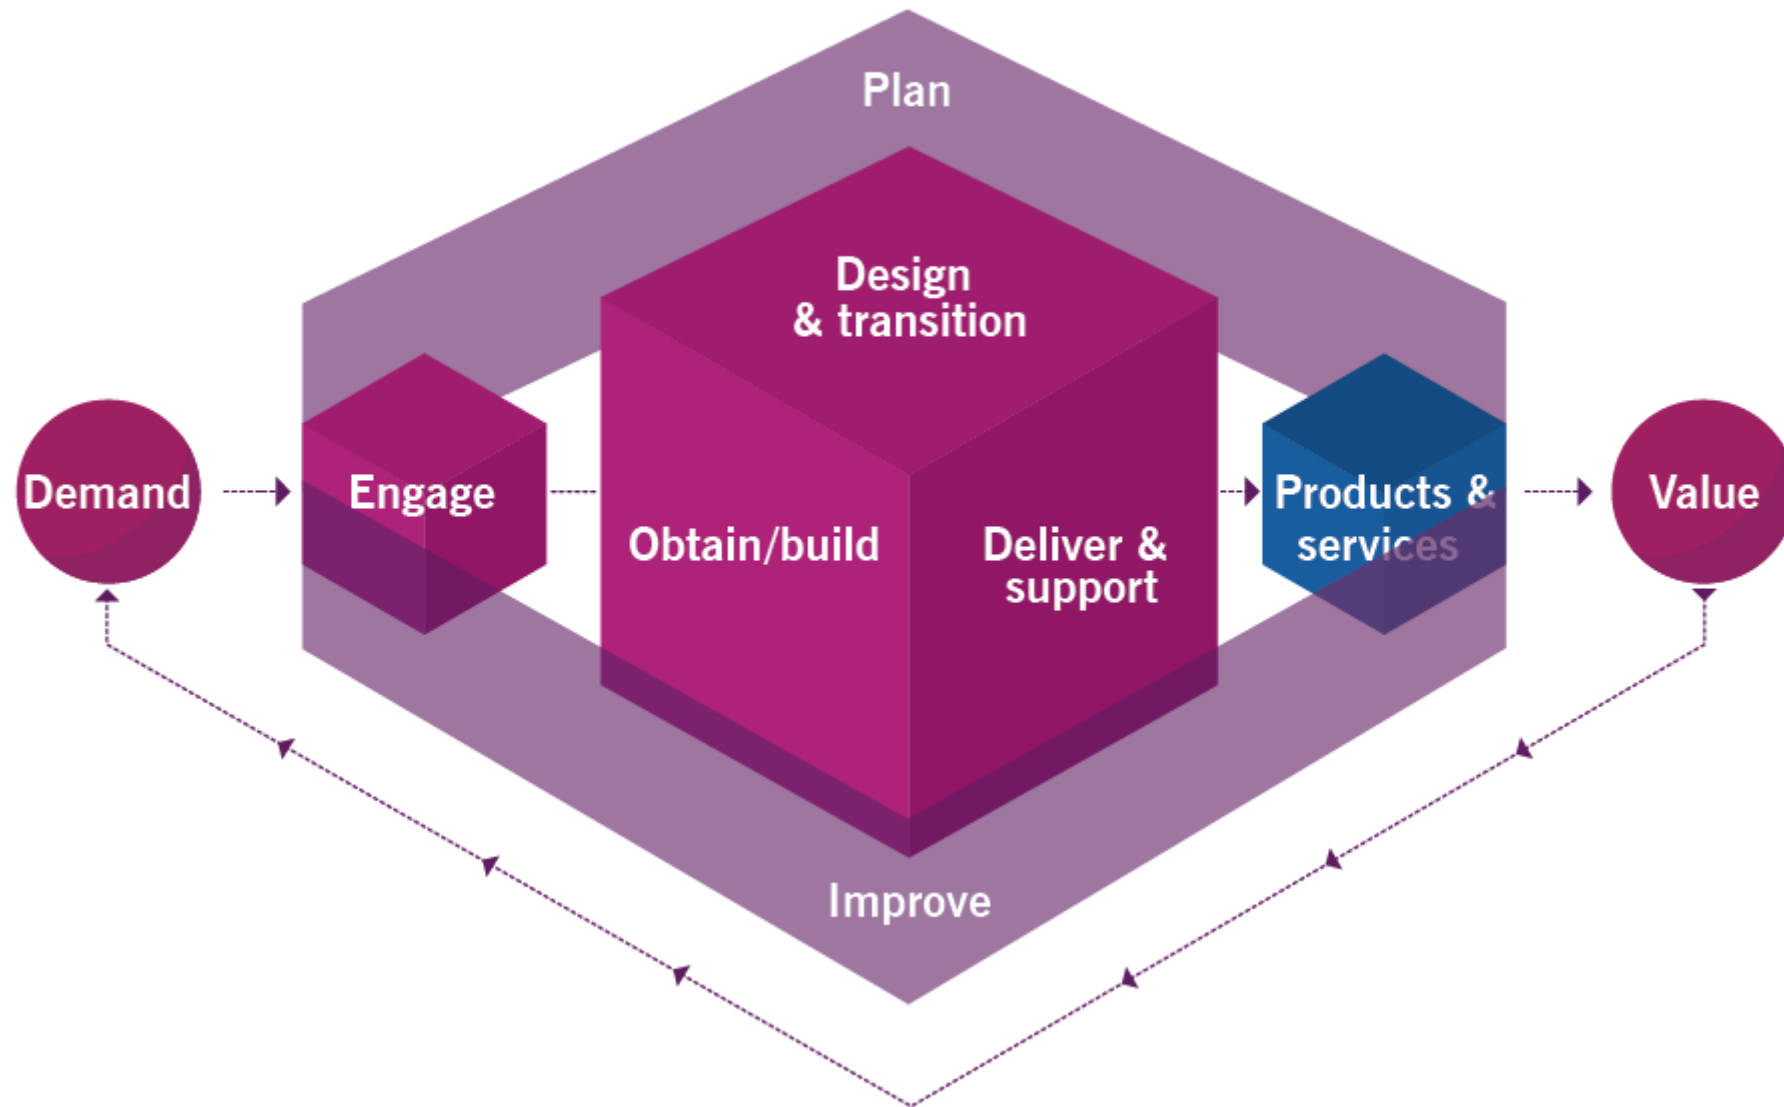 Plan
Design
& transition
Demand
Engage
Obtain/build
Deliver &
support
Products &
services
Value
Improve